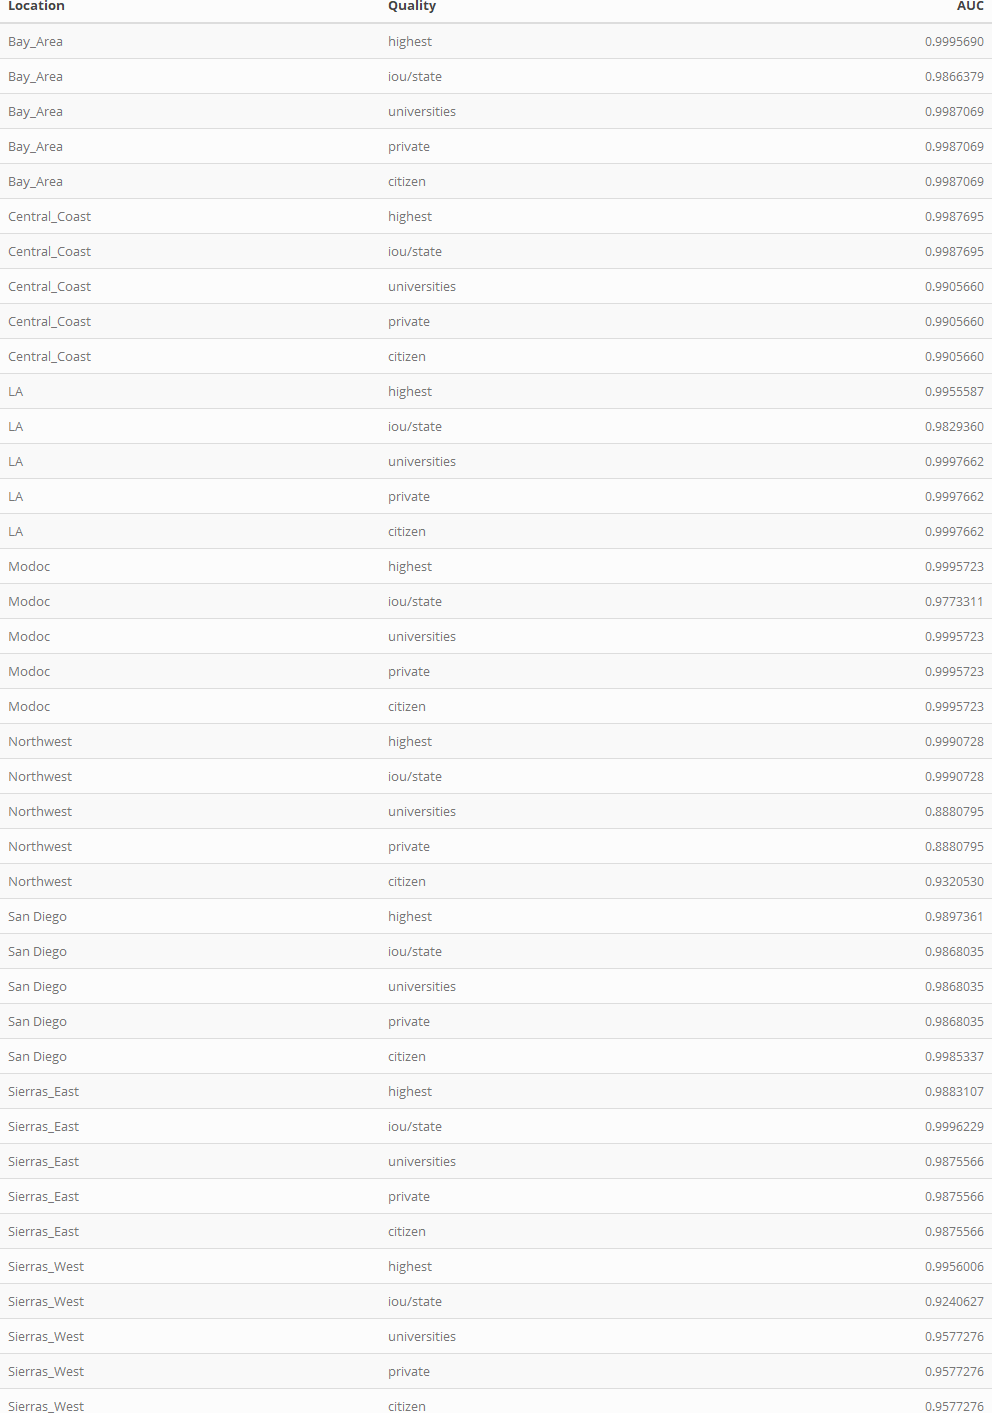 Location Quality AUC
Bay_Area highest 0.9995690
Bay_Area iou/state 0.9866379
Bay_Area universities 0.9987069
Bay_Area private 0.9987069
Bay_Area citizen 0.9987069
Central_Coast highest 0.9987695
Central_Coast iou/state 0.9987695
Central_Coast universities 0.9905660
Central_Coast private 0.9905660
Central_Coast citizen 0.9905660
LA highest 0.9955587
LA iou/state 0.9829360
LA universities 0.9997662
LA private 0.9997662
LA citizen 0.9997662
Modoc highest 0.9995723
Modoc iou/state 0.9773311
Modoc universities 0.9995723
Modoc private 0.9995723
Modoc citizen 0.9995723
Northwest highest 0.9990728
Northwest iou/state 0.9990728
Northwest universities 0.8880795
Northwest private 0.8880795
Northwest citizen 0.9320530
San Diego highest 0.9897361
San Diego iou/state 0.9868035
San Diego universities 0.9868035
San Diego private 0.9868035
San Diego citizen 0.9985337
Sierras_East highest 0.9883107
Sierras_East iou/state 0.9996229
Sierras_East universities 0.9875566
Sierras_East private 0.9875566
Sierras_East citizen 0.9875566
Sierras_West highest 0.9956006
Sierras_West iou/state 0.9240627
Sierras_West universities 0.9577276
Sierras_West private 0.9577276
Sierras_West citizen 0.9577276